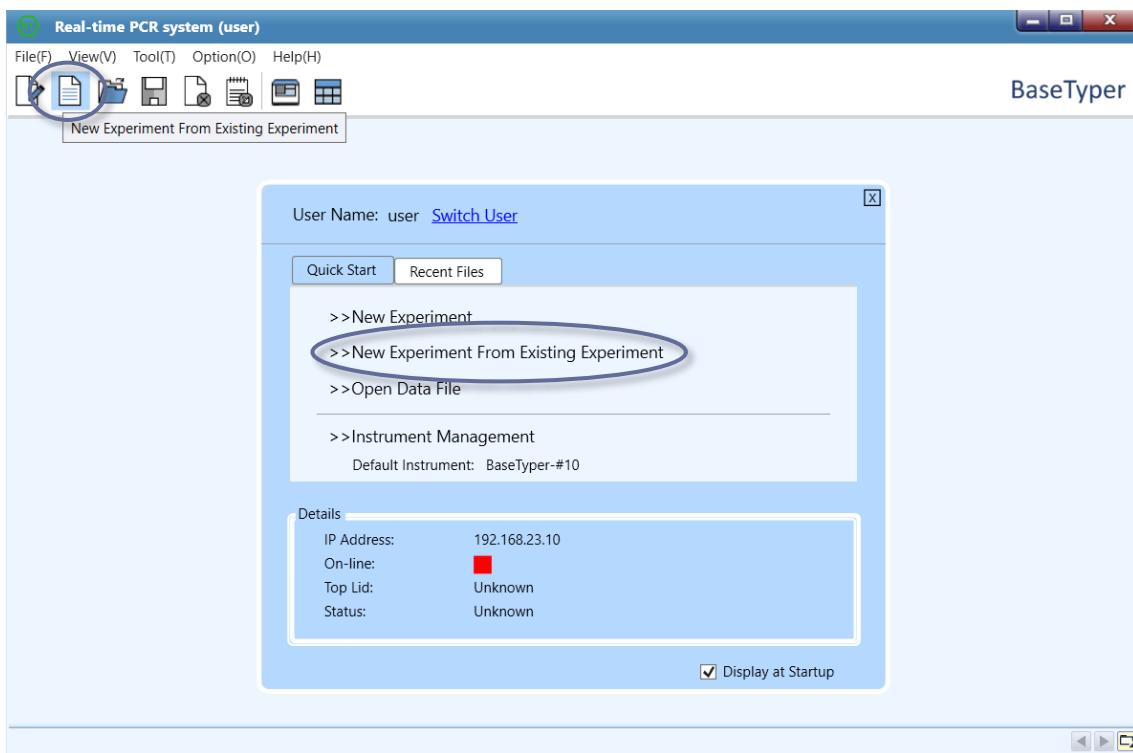 Real-time PCR system (user)
File(F) View(V) Tool(T) Option(O) Help(H)
BaseTyper
New Experiment From Existing Experiment
User Name: user Switch User
X
Quick Start Recent Files
>>New Experiment
>>New Experiment From Existing Experiment
>>Open Data File
>>Instrument Management
Default Instrument: BaseTyper-#10
Details
IP Address: 192.168.23.10
On-line:
Top Lid: Unknown
Status: Unknown
Display at Startup